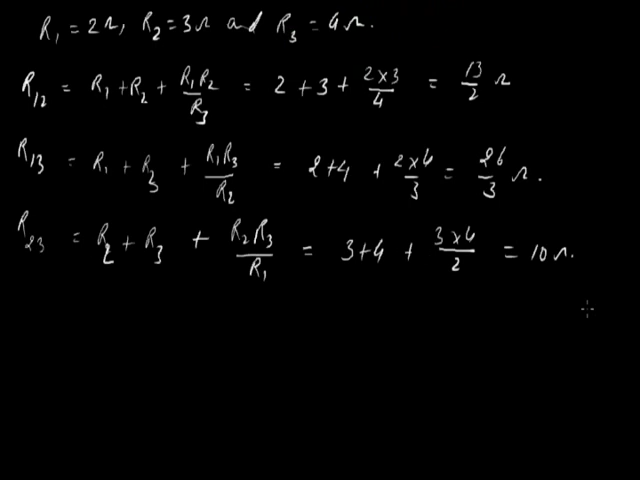 R₁ = 2Ω, R₂ = 3Ω and R₃ = 4Ω.
R₁₂ = R₁ + R₂ + R₁R₂/R₃ = 2 + 3 + 2×3/4 = 13/2 Ω
R₁₃ = R₁ + R₃ + R₁R₃/R₂ = 2+4 + 2×4/3 = 26/3 Ω.
R₂₃ = R₂ + R₃ + R₂R₃/R₁ = 3+4 + 3×4/2 = 10Ω.